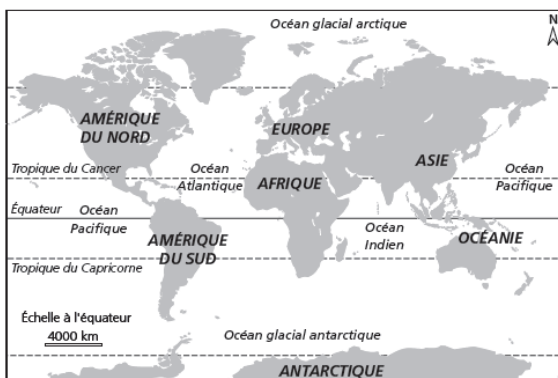 Océan glacial arctique
N
AMÉRIQUE
DU NORD
EUROPE
ASIE
Tropique du Cancer
Océan
Atlantique
AFRIQUE
Océan
Pacifique
Équateur
Océan
Pacifique
AMÉRIQUE
DU SUD
Océan
Indien
OCÉANIE
Tropique du Capricorne
Échelle à l'équateur
4000 km
Océan glacial antarctique
ANTARCTIQUE